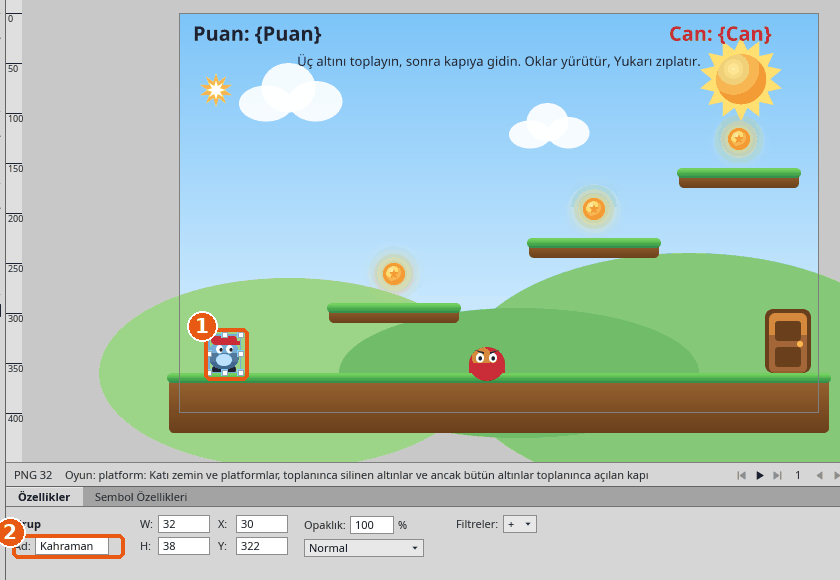 0
50
100
150
200
250
300
350
400
Puan: {Puan}
Can: {Can}
Üç altını toplayın, sonra kapıya gidin. Oklar yürütür, Yukarı zıplatır.
1
PNG 32 Oyun: platform: Katı zemin ve platformlar, toplanınca silinen altınlar ve ancak bütün altınlar toplanınca açılan kapı
1
Özellikler Sembol Özellikleri
W: 32 X: 30 Opaklık: 100 % Filtreler: +
2
Kahraman H: 38 Y: 322 Normal